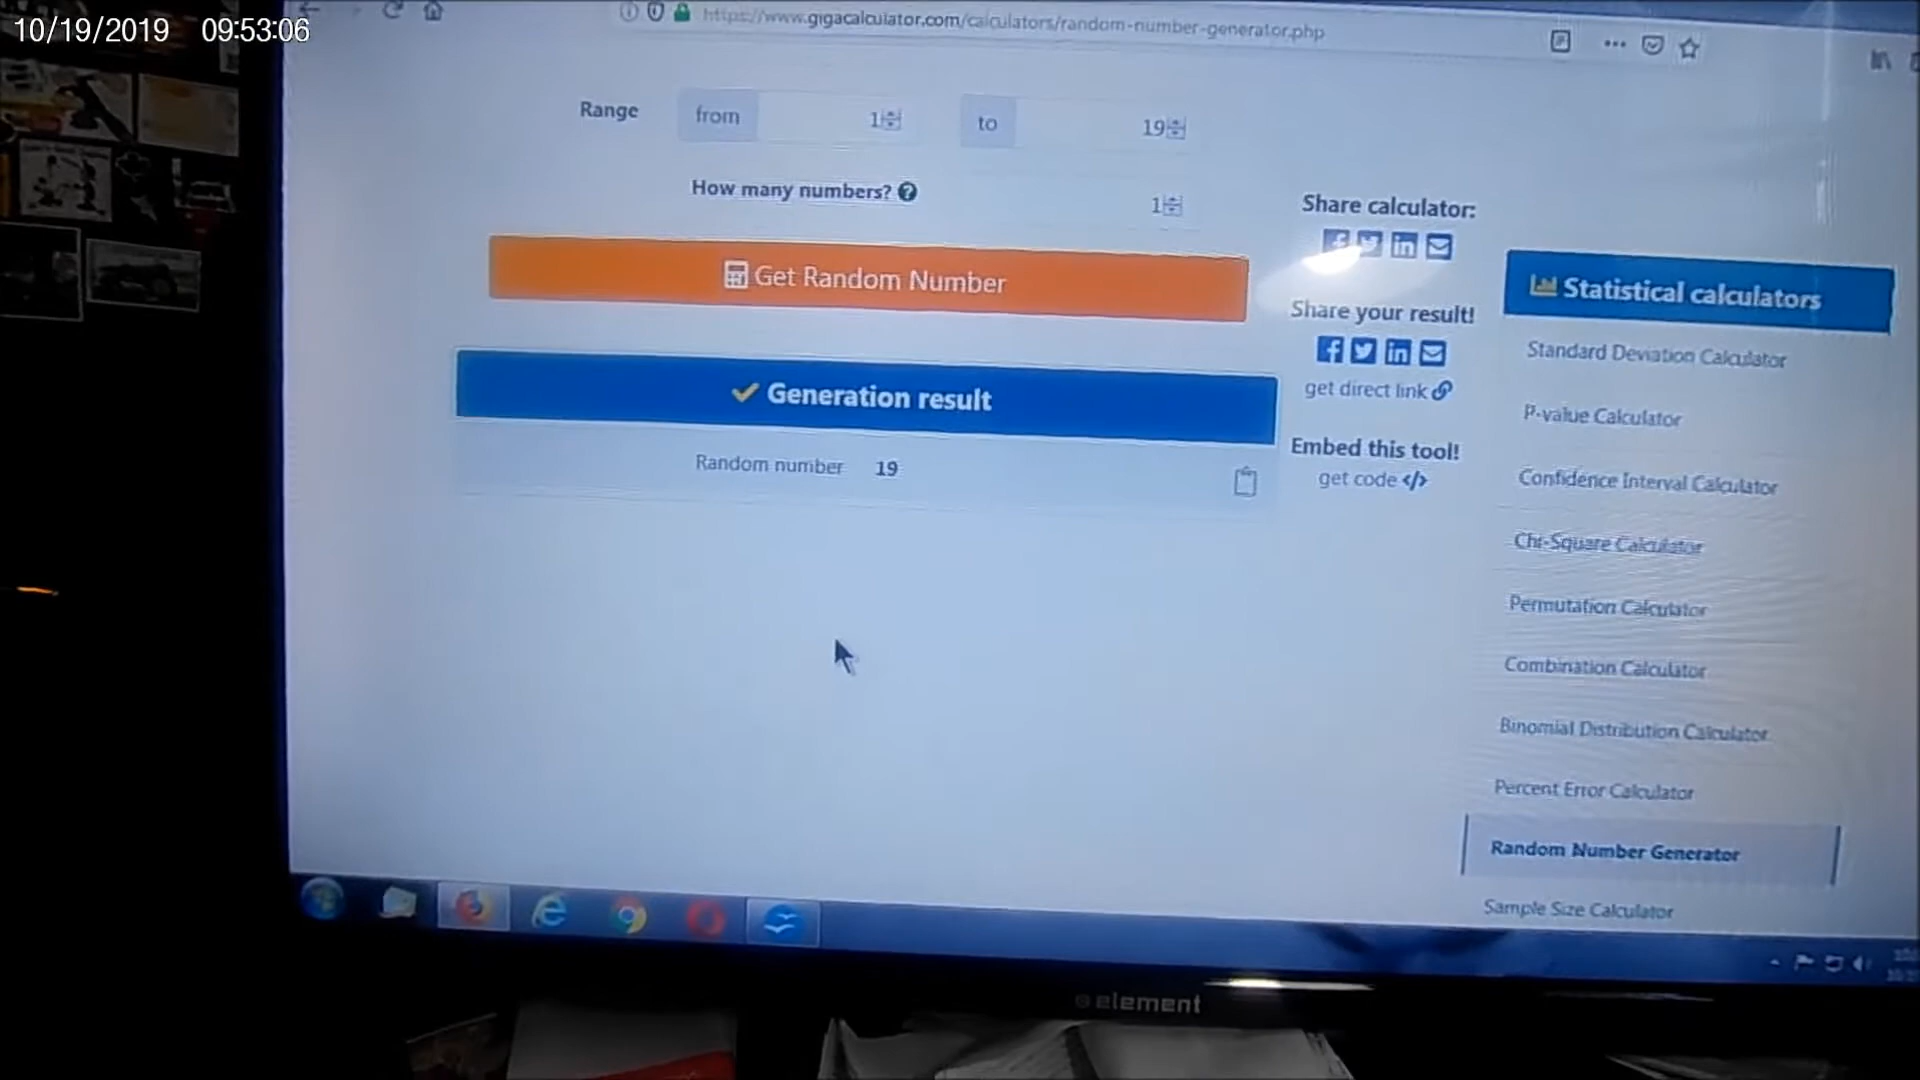 10/19/2019 09:53:06
https://www.gigacalculator.com/calculators/random-number-generator.php
Range from 1 to 19
How many numbers? ? 1
Get Random Number
Generation result
Random number 19
Share calculator:
Share your result!
get direct link
Embed this tool!
get code </>
Statistical calculators
Standard Deviation Calculator
P-value Calculator
Confidence Interval Calculator
Chi-Square Calculator
Permutation Calculator
Combination Calculator
Binomial Distribution Calculator
Percent Error Calculator
Random Number Generator
Sample Size Calculator
element